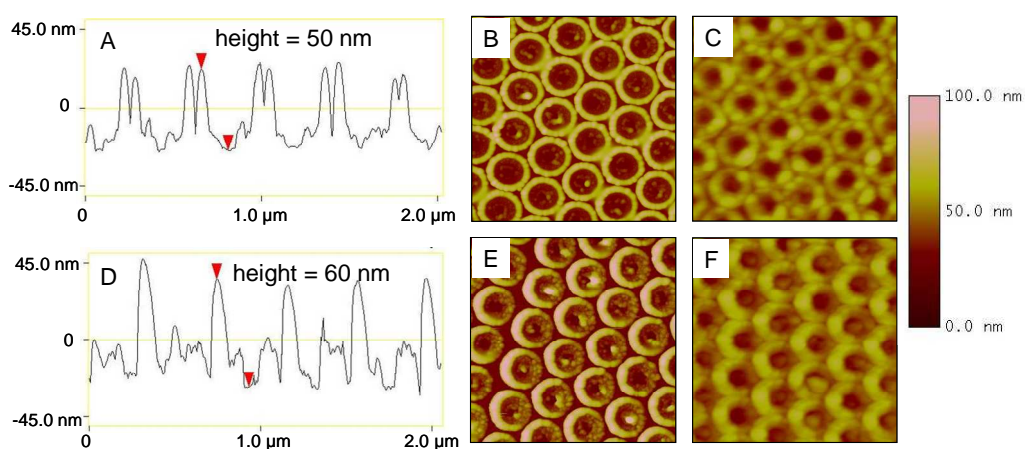 A
height = 50 nm
45.0 nm
0
-45.0 nm
0
1.0 µm
2.0 µm
B
C
100.0 nm
50.0 nm
0.0 nm
D
height = 60 nm
45.0 nm
0
-45.0 nm
0
1.0 µm
2.0 µm
E
F